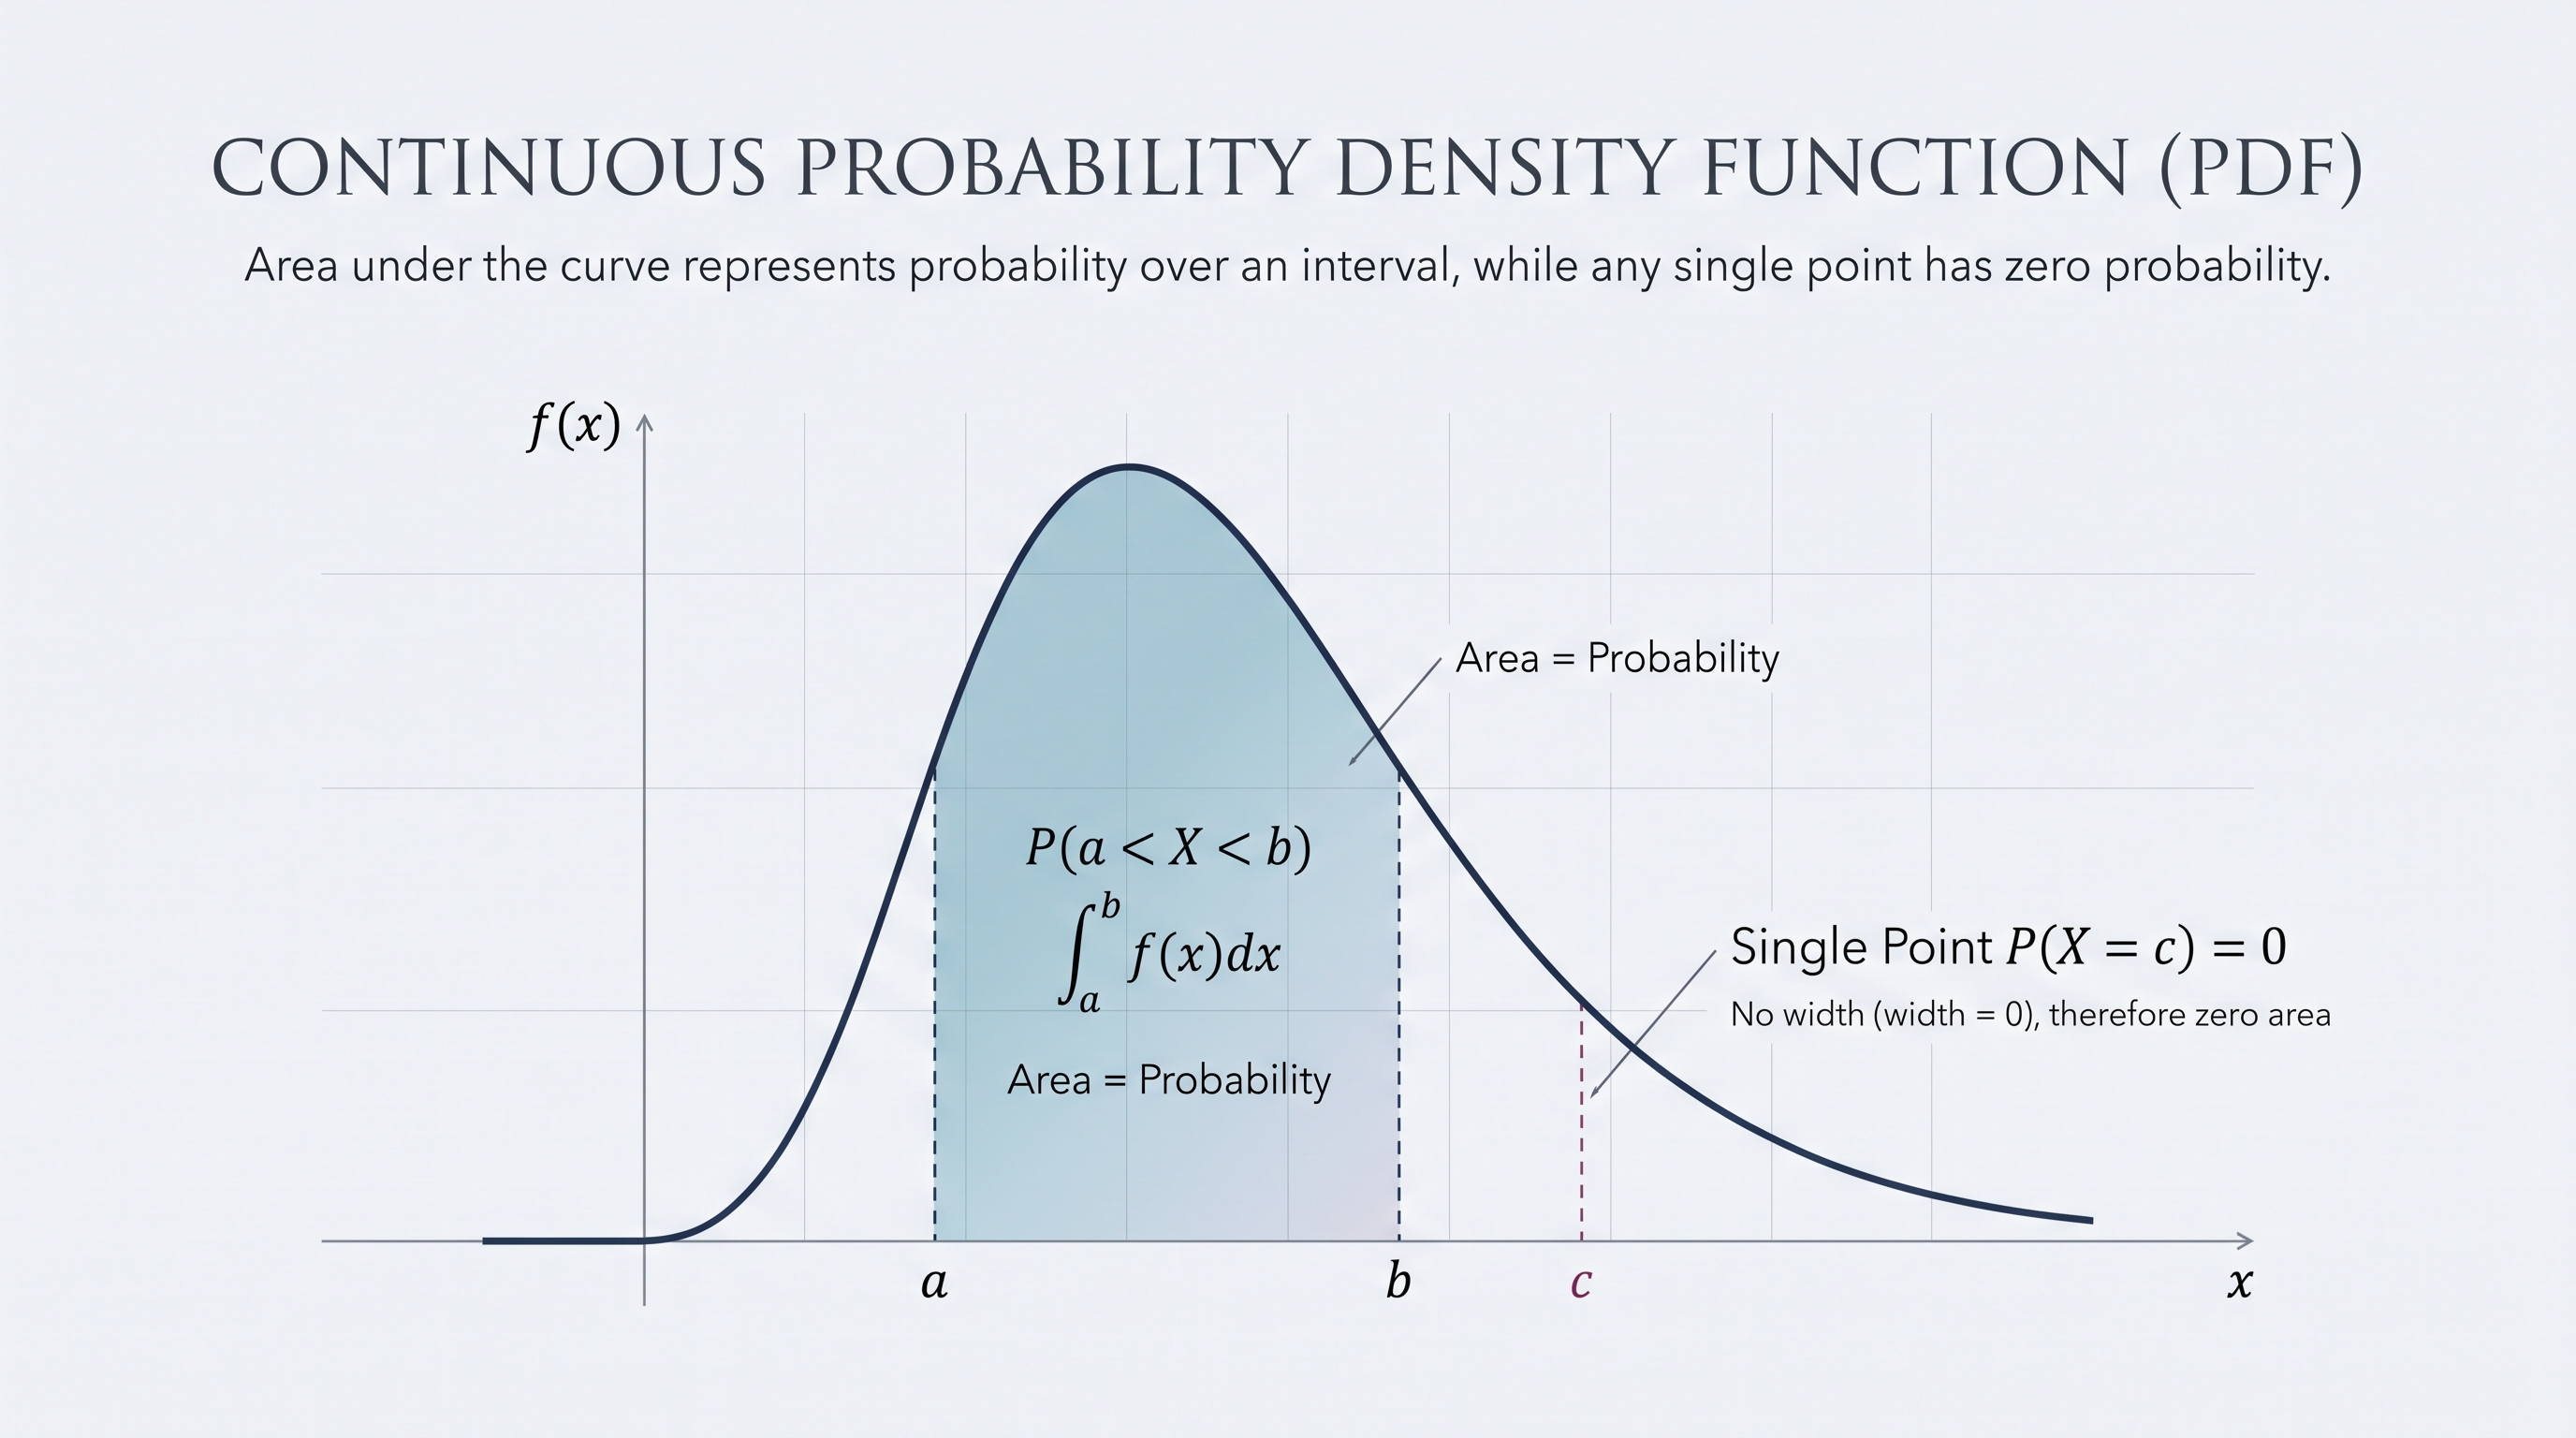 CONTINUOUS PROBABILITY DENSITY FUNCTION (PDF)
Area under the curve represents probability over an interval, while any single point has zero probability.
f(x)
Area = Probability
P(a < X < b)
∫_a^b f(x)dx
Area = Probability
Single Point P(X = c) = 0
No width (width = 0), therefore zero area
a
b
c
x